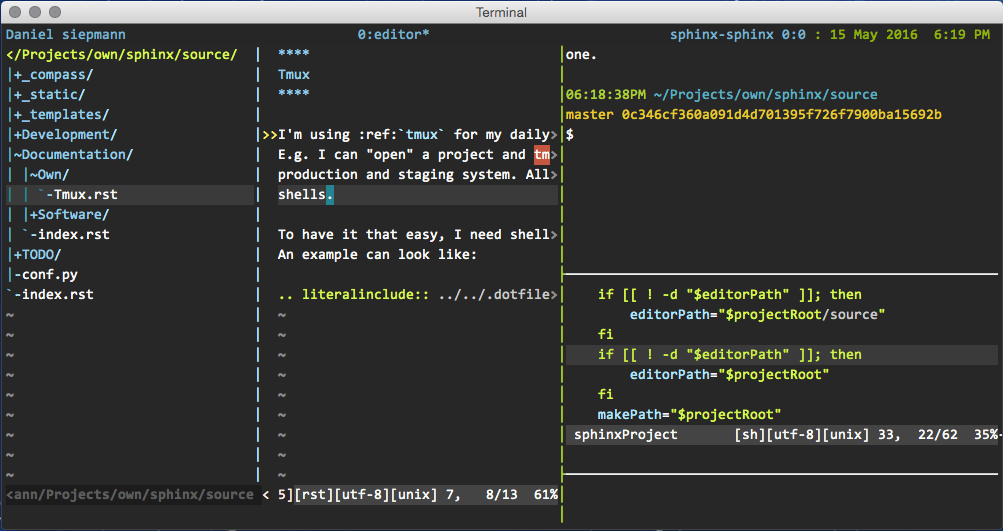 Terminal
Daniel siepmann 0:editor* sphinx-sphinx 0:0 : 15 May 2016 6:19 PM
</Projects/own/sphinx/source/
|+_compass/
|+_static/
|+_templates/
|+Development/
|~Documentation/
| |~Own/
| | `-Tmux.rst
| |+Software/
| `-index.rst
|+TODO/
|-conf.py
`-index.rst
~
~
~
~
~
~
~
~
~
<ann/Projects/own/sphinx/source
****
Tmux
****
>>I'm using :ref:`tmux` for my daily>
E.g. I can "open" a project and tm>
production and staging system. All>
shells.
To have it that easy, I need shell>
An example can look like:
.. literalinclude:: ../../.dotfile>
~
~
~
~
~
~
~
~
~
< 5][rst][utf-8][unix] 7, 8/13 61%
one.
06:18:38PM ~/Projects/own/sphinx/source
master 0c346cf360a091d4d701395f726f7900ba15692b
$
if [[ ! -d "$editorPath" ]]; then
editorPath="$projectRoot/source"
fi
if [[ ! -d "$editorPath" ]]; then
editorPath="$projectRoot"
fi
makePath="$projectRoot"
sphinxProject [sh][utf-8][unix] 33, 22/62 35%